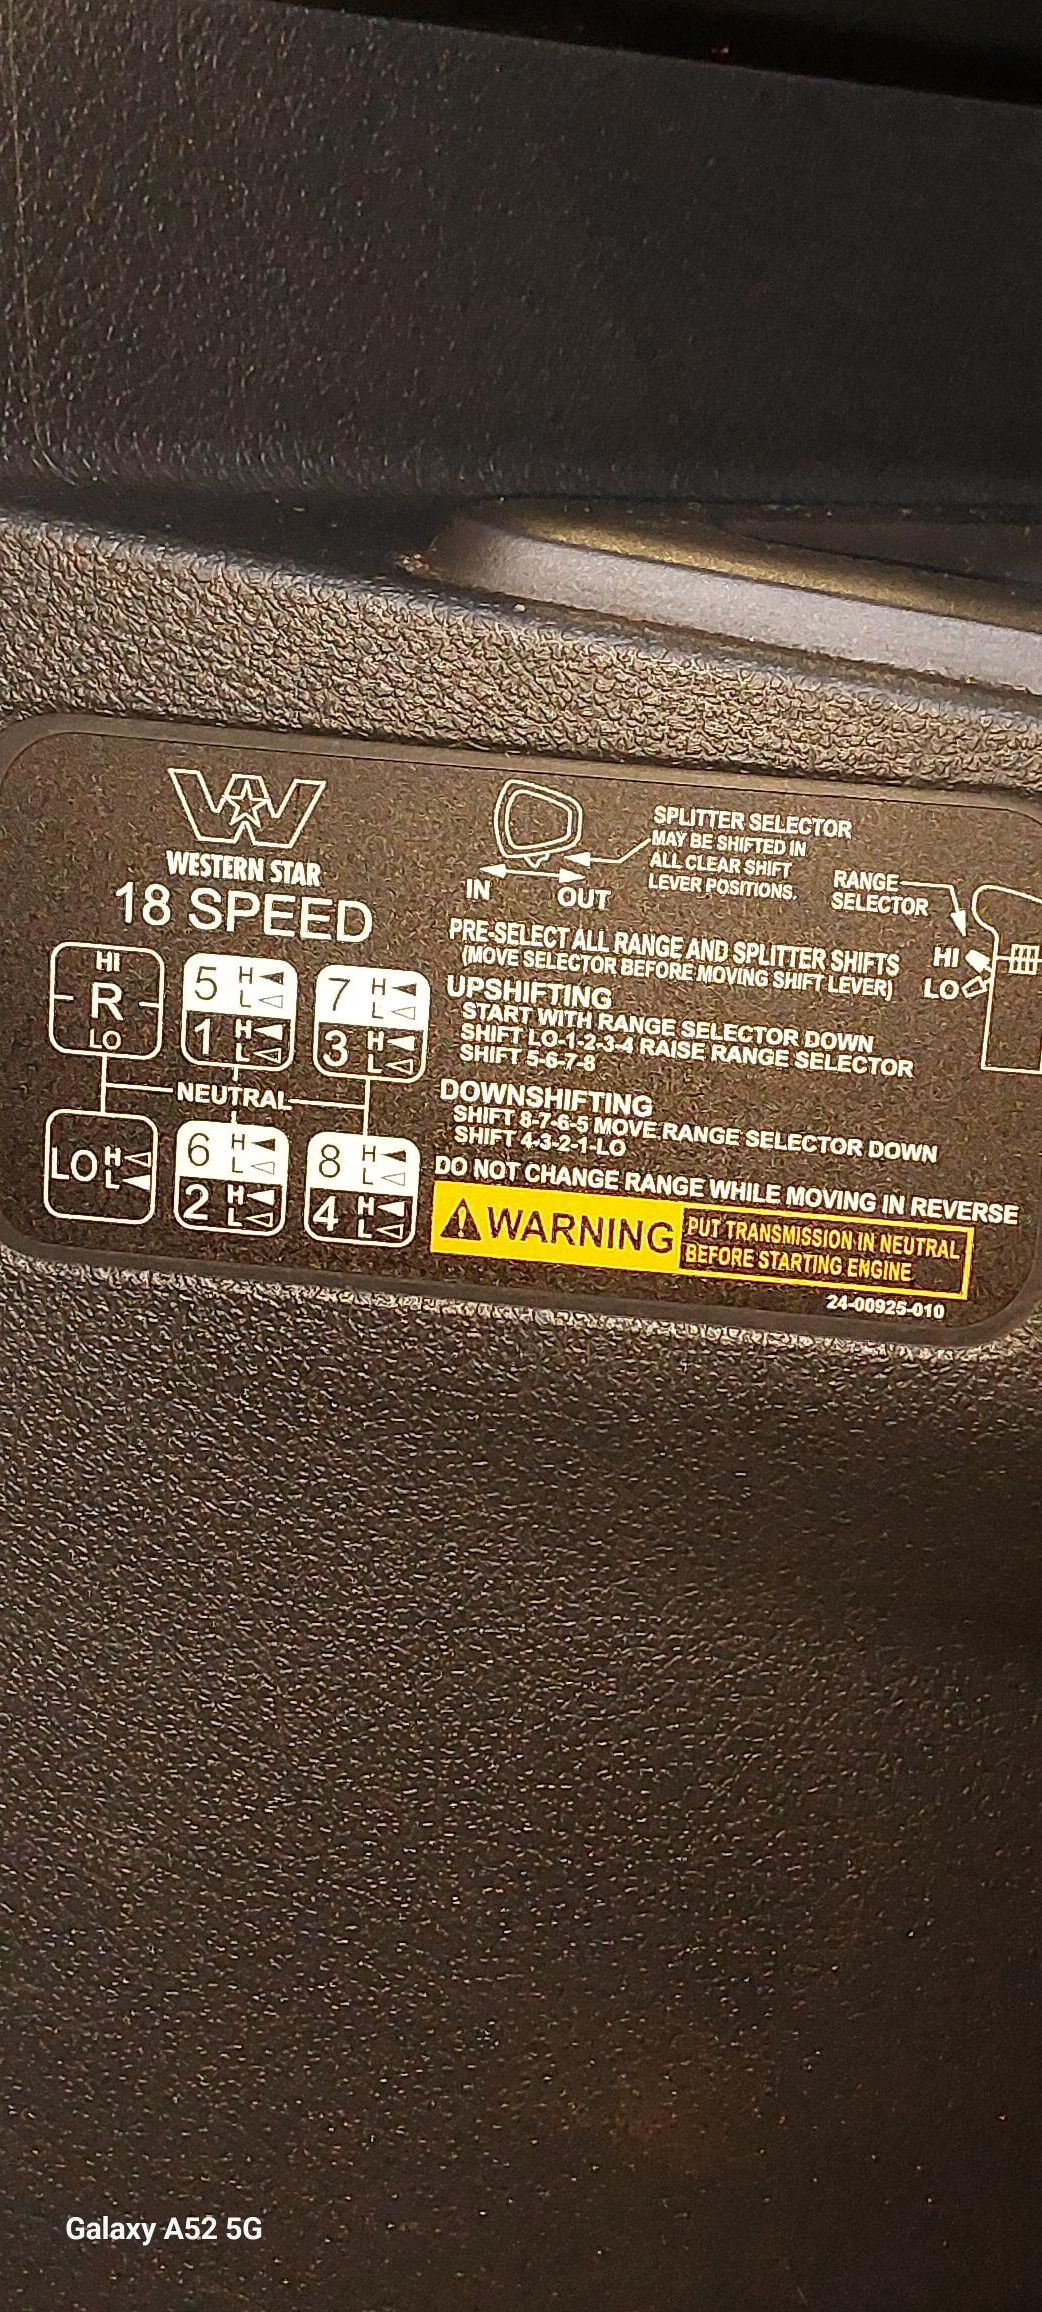 WESTERN STAR
18 SPEED
HI
R
LO
5 H L
1 H L
7 H L
3 H L
NEUTRAL
LO H L
6 H L
2 H L
8 H L
4 H L
IN
OUT
SPLITTER SELECTOR
MAY BE SHIFTED IN
ALL CLEAR SHIFT
LEVER POSITIONS.
RANGE
SELECTOR
HI
LO
PRE-SELECT ALL RANGE AND SPLITTER SHIFTS
(MOVE SELECTOR BEFORE MOVING SHIFT LEVER)
UPSHIFTING
START WITH RANGE SELECTOR DOWN
SHIFT LO-1-2-3-4 RAISE RANGE SELECTOR
SHIFT 5-6-7-8
DOWNSHIFTING
SHIFT 8-7-6-5 MOVE RANGE SELECTOR DOWN
SHIFT 4-3-2-1-LO
DO NOT CHANGE RANGE WHILE MOVING IN REVERSE
WARNING
PUT TRANSMISSION IN NEUTRAL
BEFORE STARTING ENGINE
24-00925-010
Galaxy A52 5G